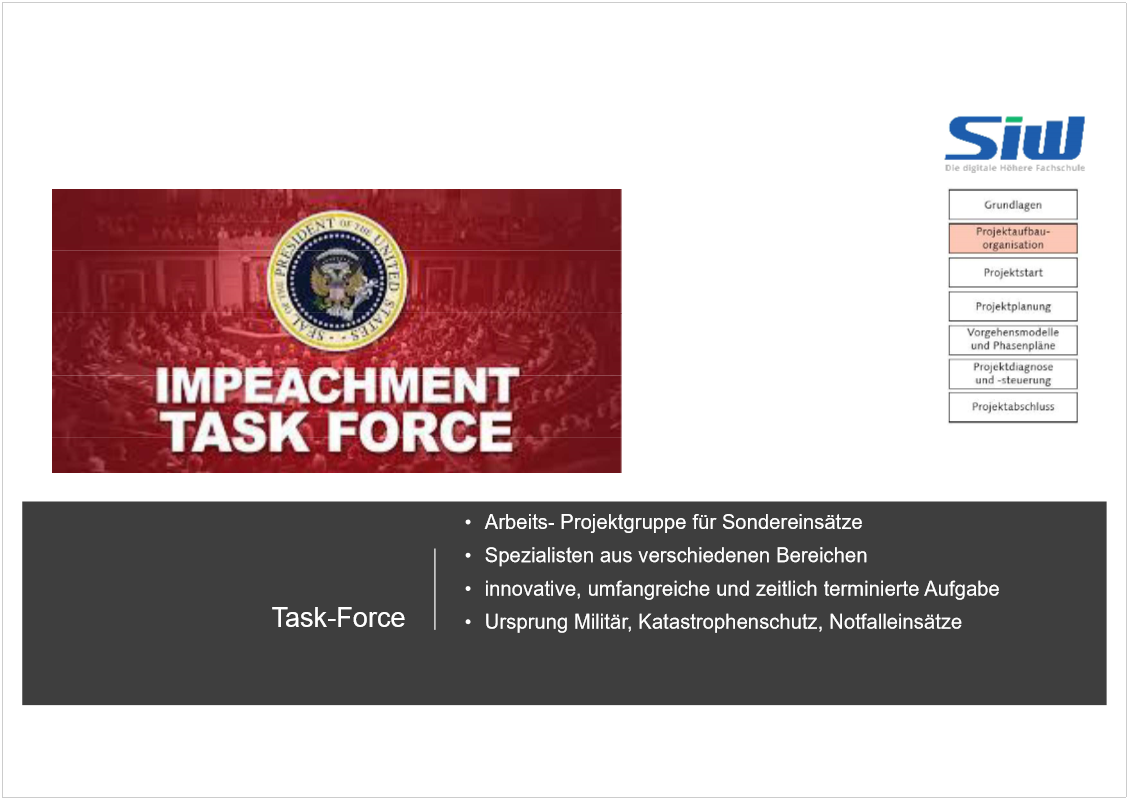 Siw
Die digitale Höhere Fachschule
SEAL OF THE PRESIDENT OF THE UNITED STATES
IMPEACHMENT
TASK FORCE
Grundlagen
Projektaufbau-
organisation
Projektstart
Projektplanung
Vorgehensmodelle
und Phasenpläne
Projektdiagnose
und -steuerung
Projektabschluss
Task-Force
• Arbeits- Projektgruppe für Sondereinsätze
• Spezialisten aus verschiedenen Bereichen
• innovative, umfangreiche und zeitlich terminierte Aufgabe
• Ursprung Militär, Katastrophenschutz, Notfalleinsätze